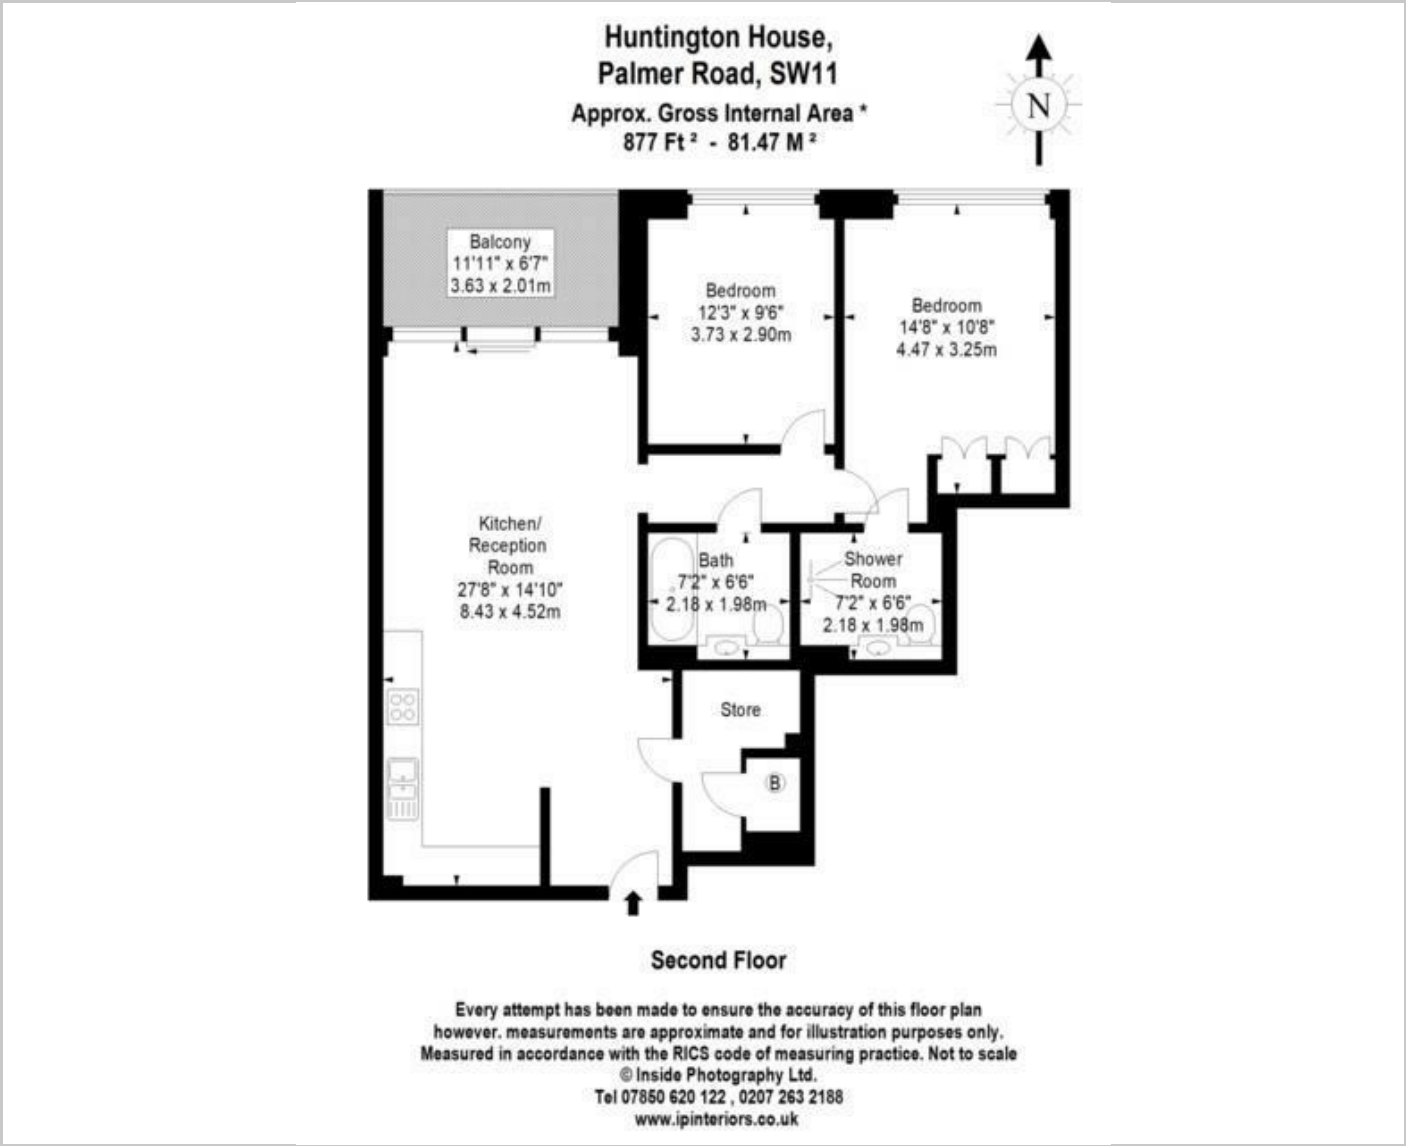 Huntington House,
Palmer Road, SW11
Approx. Gross Internal Area *
877 Ft ² - 81.47 M ²
N
Balcony
11'11" x 6'7"
3.63 x 2.01m
Bedroom
12'3" x 9'6"
3.73 x 2.90m
Bedroom
14'8" x 10'8"
4.47 x 3.25m
Kitchen/
Reception
Room
27'8" x 14'10"
8.43 x 4.52m
Bath
7'2" x 6'6"
2.18 x 1.98m
Shower
Room
7'2" x 6'6"
2.18 x 1.98m
Store
B
Second Floor
Every attempt has been made to ensure the accuracy of this floor plan
however. measurements are approximate and for illustration purposes only.
Measured in accordance with the RICS code of measuring practice. Not to scale
© Inside Photography Ltd.
Tel 07850 620 122 , 0207 263 2188
www.ipinteriors.co.uk